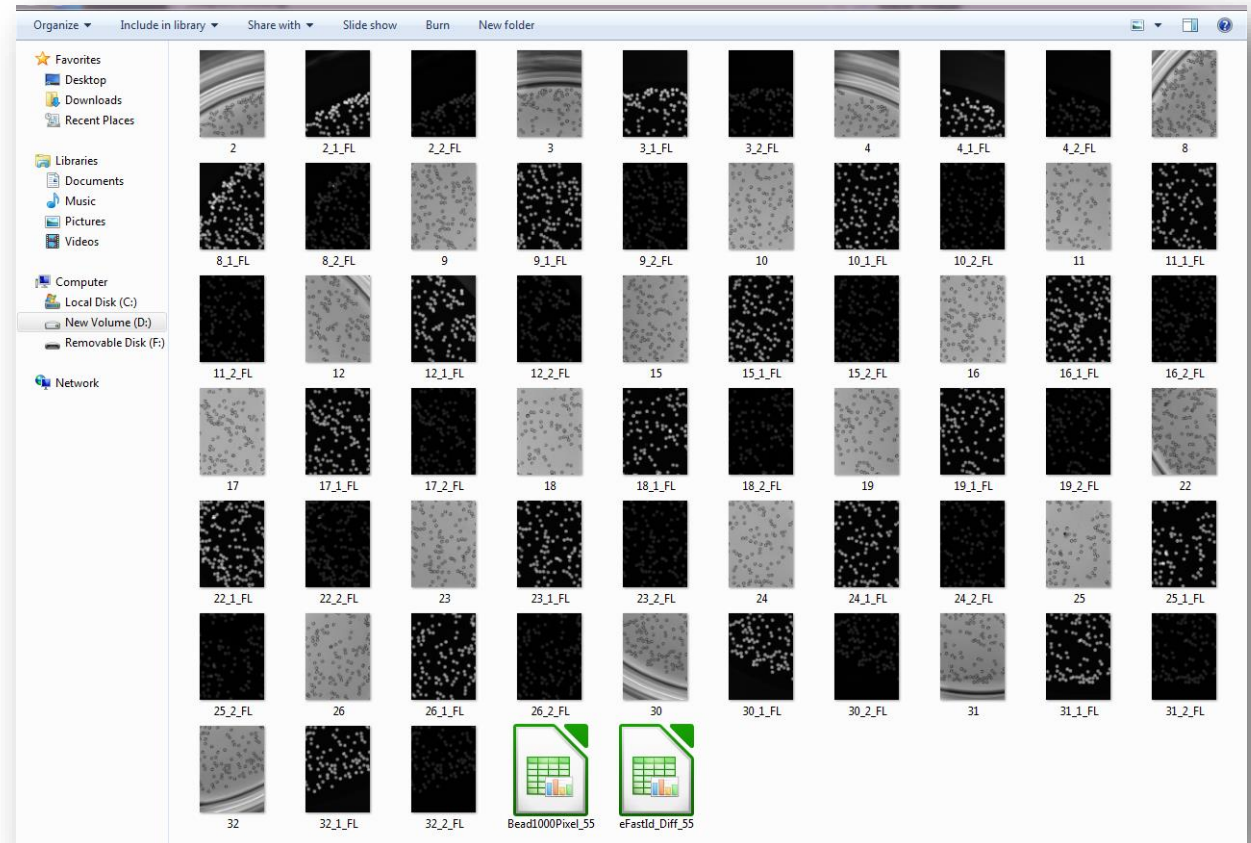 Organize Include in library Share with Slide show Burn New folder
Favorites
Desktop
Downloads
Recent Places
Libraries
Documents
Music
Pictures
Videos
Computer
Local Disk (C:)
New Volume (D:)
Removable Disk (F:)
Network
2 2_1_FL 2_2_FL 3 3_1_FL 3_2_FL 4 4_1_FL 4_2_FL 8
8_1_FL 8_2_FL 9 9_1_FL 9_2_FL 10 10_1_FL 10_2_FL 11 11_1_FL
11_2_FL 12 12_1_FL 12_2_FL 15 15_1_FL 15_2_FL 16 16_1_FL 16_2_FL
17 17_1_FL 17_2_FL 18 18_1_FL 18_2_FL 19 19_1_FL 19_2_FL 22
22_1_FL 22_2_FL 23 23_1_FL 23_2_FL 24 24_1_FL 24_2_FL 25 25_1_FL
25_2_FL 26 26_1_FL 26_2_FL 30 30_1_FL 30_2_FL 31 31_1_FL 31_2_FL
32 32_1_FL 32_2_FL Bead1000Pixel_55 eFastId_Diff_55